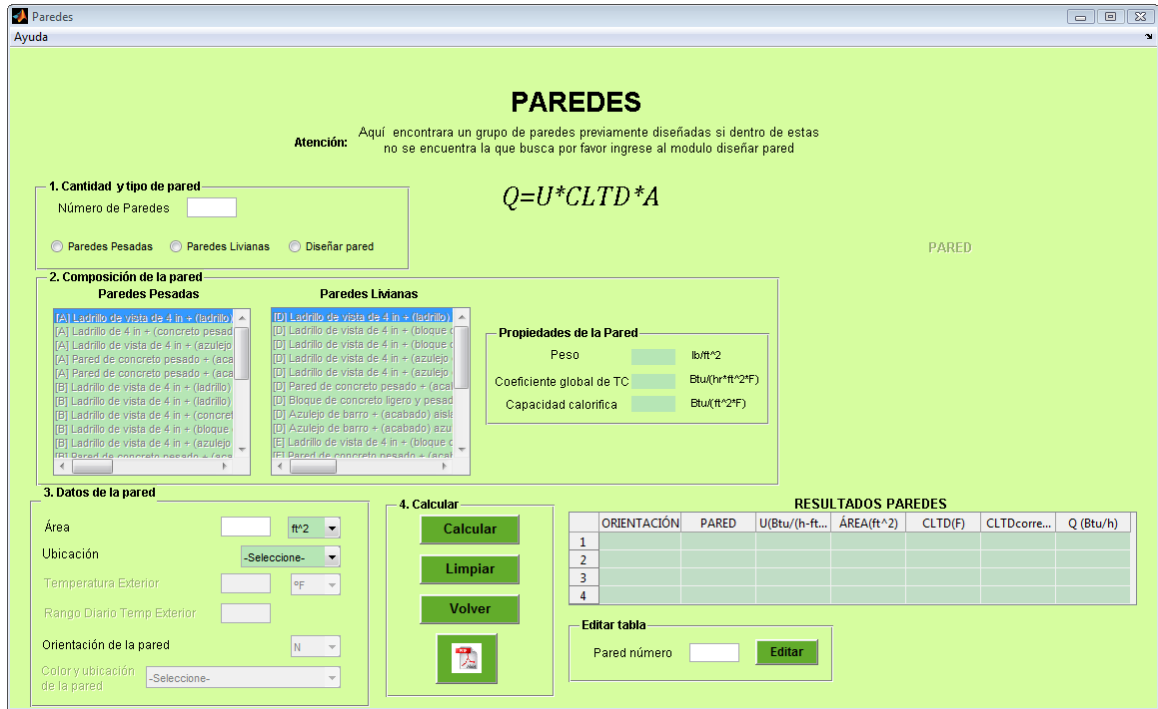 Paredes
Ayuda
PAREDES
Atención:
Aquí encontrara un grupo de paredes previamente diseñadas si dentro de estas
no se encuentra la que busca por favor ingrese al modulo diseñar pared
Q=U*CLTD*A
1. Cantidad y tipo de pared
Número de Paredes
Paredes Pesadas
Paredes Livianas
Diseñar pared
PARED
2. Composición de la pared
Paredes Pesadas
[A] Ladrillo de vista de 4 in + (ladrillo)
[A] Ladrillo de 4 in + (concreto pesad
[A] Ladrillo de vista de 4 in + (azulejo
[A] Pared de concreto pesado + (aca
[A] Pared de concreto pesado + (aca
[B] Ladrillo de vista de 4 in + (ladrillo)
[B] Ladrillo de vista de 4 in + (ladrillo)
[B] Ladrillo de vista de 4 in + (concret
[B] Ladrillo de vista de 4 in + (bloque
[B] Ladrillo de vista de 4 in + (azulejo
[B] Pared de concreto pesado + (aca
Paredes Livianas
[D] Ladrillo de vista de 4 in + (ladrillo)
[D] Ladrillo de vista de 4 in + (bloque
[D] Ladrillo de vista de 4 in + (bloque
[D] Ladrillo de vista de 4 in + (azulejo
[D] Ladrillo de vista de 4 in + (azulejo
[D] Pared de concreto pesado + (aca
[D] Bloque de concreto ligero y pesad
[D] Azulejo de barro + (acabado) aisla
[D] Azulejo de barro + (acabado) azu
[E] Ladrillo de vista de 4 in + (bloque
[E] Pared de concreto pesado + (aca
Propiedades de la Pared
Peso lb/ft^2
Coeficiente global de TC Btu/(hr*ft^2*F)
Capacidad calorifica Btu/(ft^2*F)
3. Datos de la pared
Área ft^2
Ubicación -Seleccione-
Temperatura Exterior ºF
Rango Diario Temp Exterior
Orientación de la pared N
Color y ubicación
de la pared
-Seleccione-
4. Calcular
Calcular
Limpiar
Volver
RESULTADOS PAREDES
ORIENTACIÓN PARED U(Btu/(h-ft... ÁREA(ft^2) CLTD(F) CLTDcorre... Q (Btu/h)
1
2
3
4
Editar tabla
Pared número
Editar